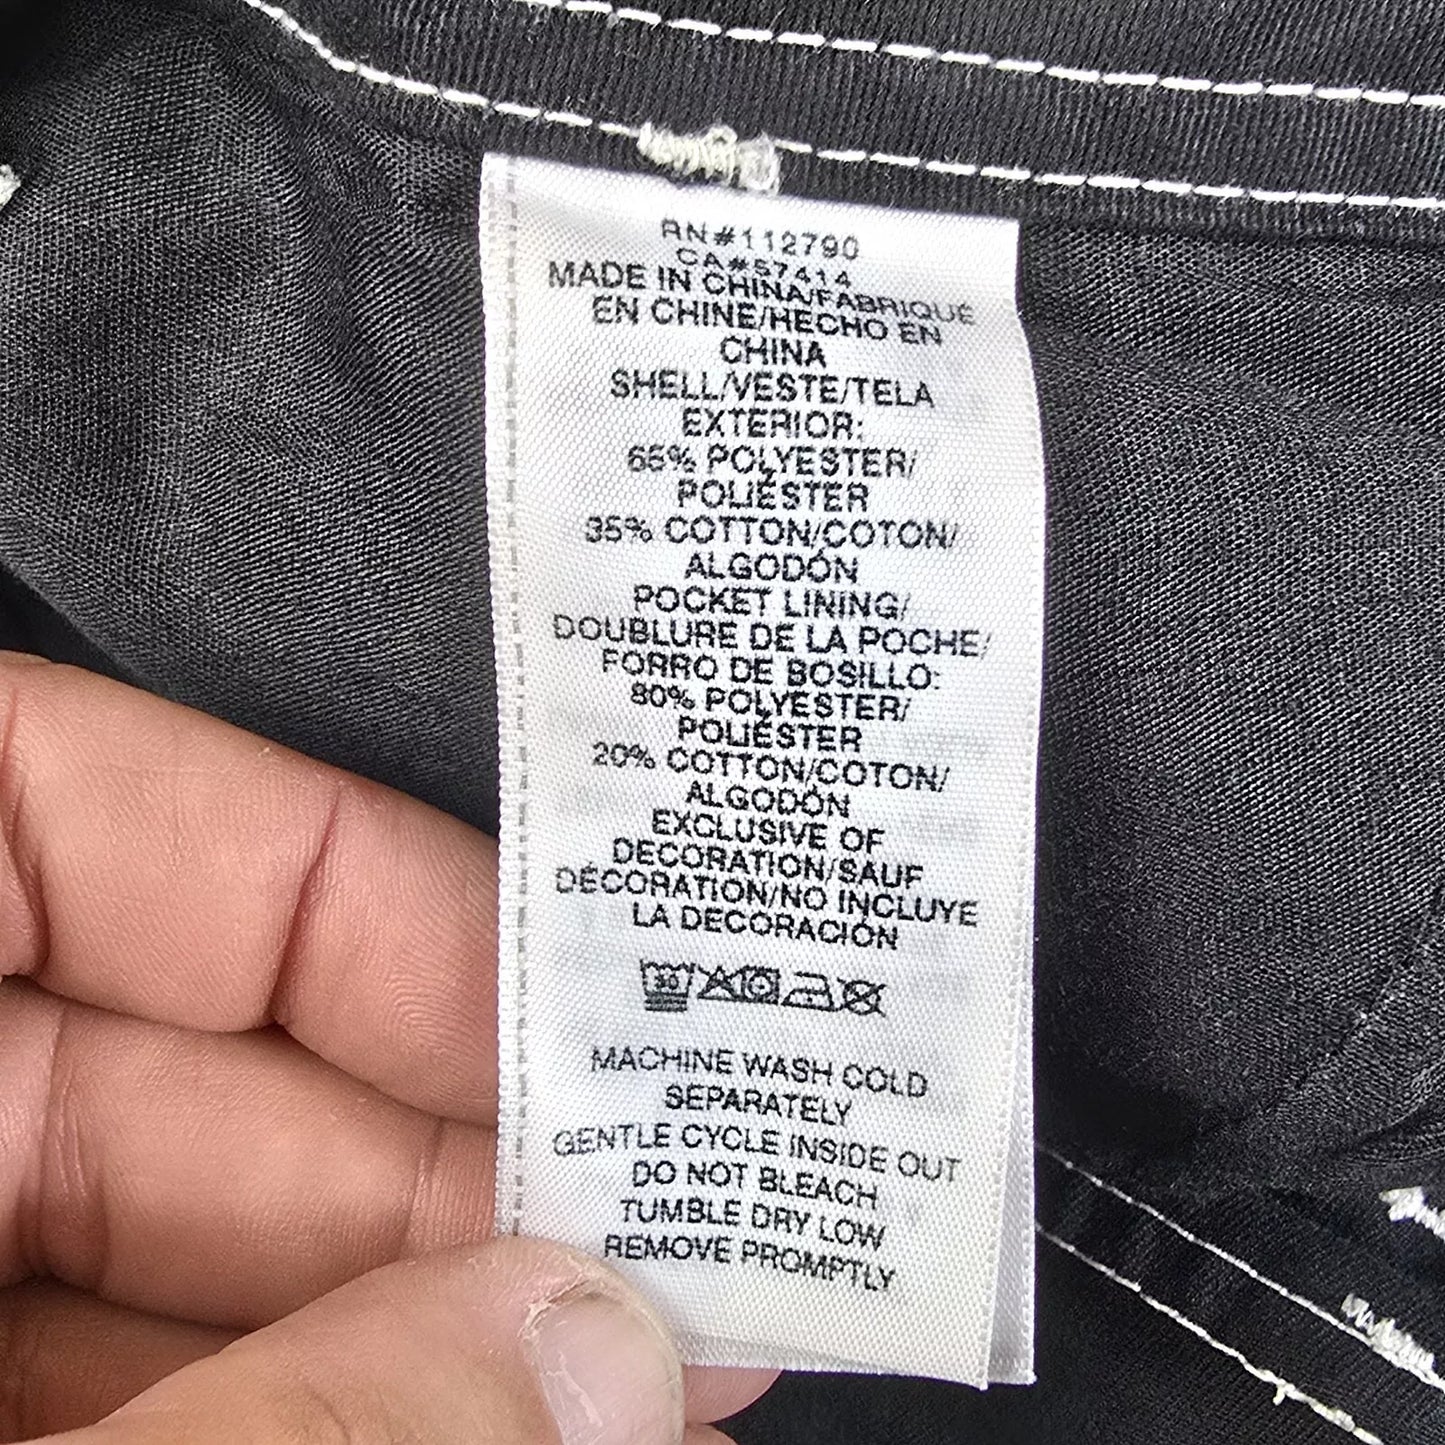 RN#112790
CA#57414
MADE IN CHINA/FABRIQUÉ
EN CHINE/HECHO EN
CHINA
SHELL/VESTE/TELA
EXTERIOR:
65% POLYESTER/
POLIÉSTER
35% COTTON/COTON/
ALGODÓN
POCKET LINING/
DOUBLURE DE LA POCHE/
FORRO DE BOSILLO:
80% POLYESTER/
POLIÉSTER
20% COTTON/COTON/
ALGODÓN
EXCLUSIVE OF
DECORATION/SAUF
DÉCORATION/NO INCLUYE
LA DECORACIÓN
30
MACHINE WASH COLD
SEPARATELY
GENTLE CYCLE INSIDE OUT
DO NOT BLEACH
TUMBLE DRY LOW
REMOVE PROMPTLY